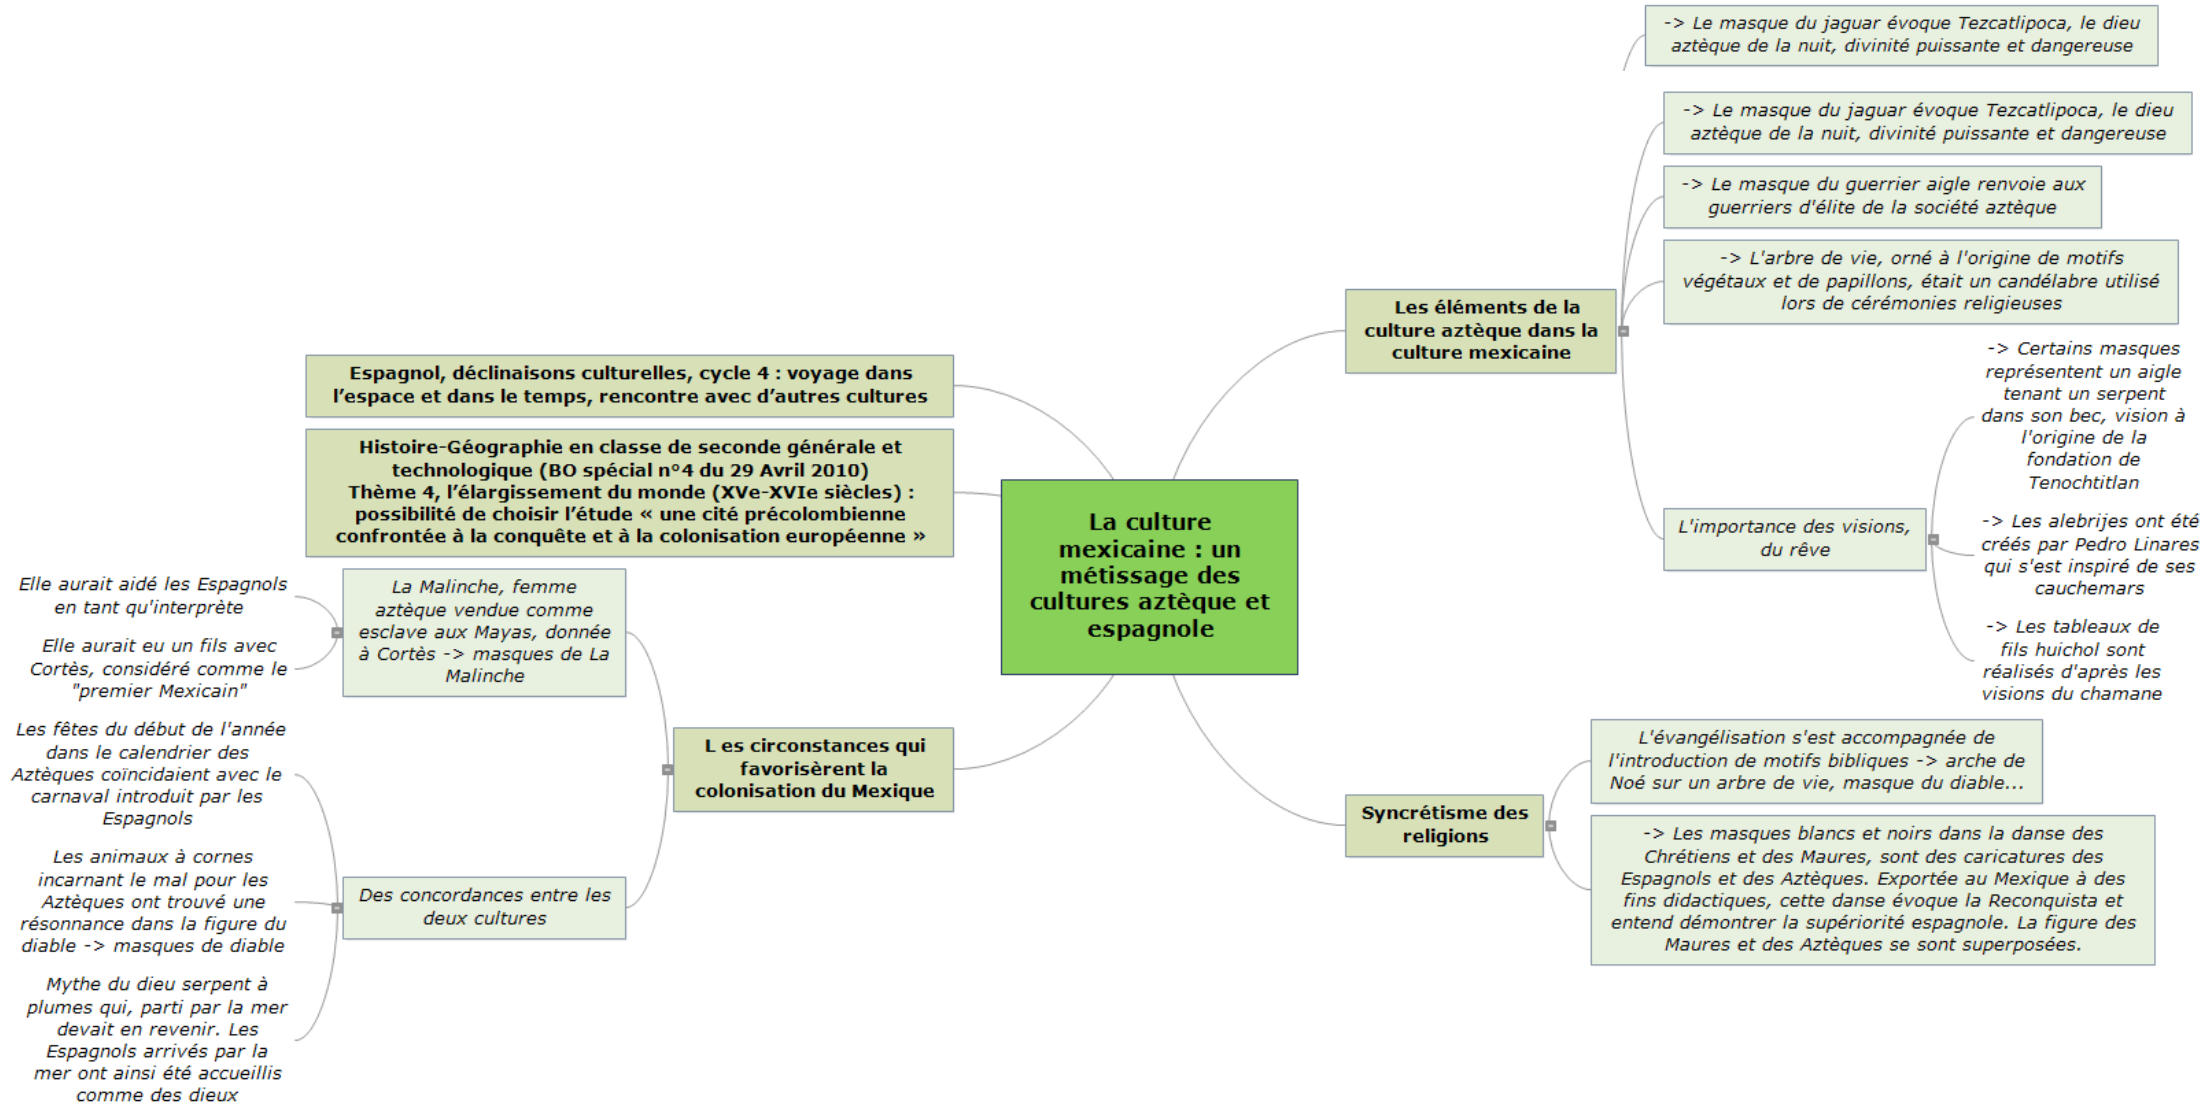 La culture
mexicaine : un
métissage des
cultures aztèque et
espagnole
-> Le masque du jaguar évoque Tezcatlipoca, le dieu
aztèque de la nuit, divinité puissante et dangereuse
-> Le masque du jaguar évoque Tezcatlipoca, le dieu
aztèque de la nuit, divinité puissante et dangereuse
-> Le masque du guerrier aigle renvoie aux
guerriers d'élite de la société aztèque
-> L'arbre de vie, orné à l'origine de motifs
végétaux et de papillons, était un candélabre utilisé
lors de cérémonies religieuses
Les éléments de la
culture aztèque dans la
culture mexicaine
L'importance des visions,
du rêve
-> Certains masques
représentent un aigle
tenant un serpent
dans son bec, vision à
l'origine de la
fondation de
Tenochtitlan
-> Les alebrijes ont été
créés par Pedro Linares
qui s'est inspiré de ses
cauchemars
-> Les tableaux de
fils huichol sont
réalisés d'après les
visions du chamane
Syncrétisme des
religions
L'évangélisation s'est accompagnée de
l'introduction de motifs bibliques -> arche de
Noé sur un arbre de vie, masque du diable...
-> Les masques blancs et noirs dans la danse des
Chrétiens et des Maures, sont des caricatures des
Espagnols et des Aztèques. Exportée au Mexique à des
fins didactiques, cette danse évoque la Reconquista et
entend démontrer la supériorité espagnole. La figure des
Maures et des Aztèques se sont superposées.
Espagnol, déclinaisons culturelles, cycle 4 : voyage dans
l’espace et dans le temps, rencontre avec d’autres cultures
Histoire-Géographie en classe de seconde générale et
technologique (BO spécial n°4 du 29 Avril 2010)
Thème 4, l’élargissement du monde (XVe-XVIe siècles) :
possibilité de choisir l’étude « une cité précolombienne
confrontée à la conquête et à la colonisation européenne »
L es circonstances qui
favorisèrent la
colonisation du Mexique
La Malinche, femme
aztèque vendue comme
esclave aux Mayas, donnée
à Cortès -> masques de La
Malinche
Elle aurait aidé les Espagnols
en tant qu'interprète
Elle aurait eu un fils avec
Cortès, considéré comme le
"premier Mexicain"
Des concordances entre les
deux cultures
Les fêtes du début de l'année
dans le calendrier des
Aztèques coïncidaient avec le
carnaval introduit par les
Espagnols
Les animaux à cornes
incarnant le mal pour les
Aztèques ont trouvé une
résonnance dans la figure du
diable -> masques de diable
Mythe du dieu serpent à
plumes qui, parti par la mer
devait en revenir. Les
Espagnols arrivés par la
mer ont ainsi été accueillis
comme des dieux